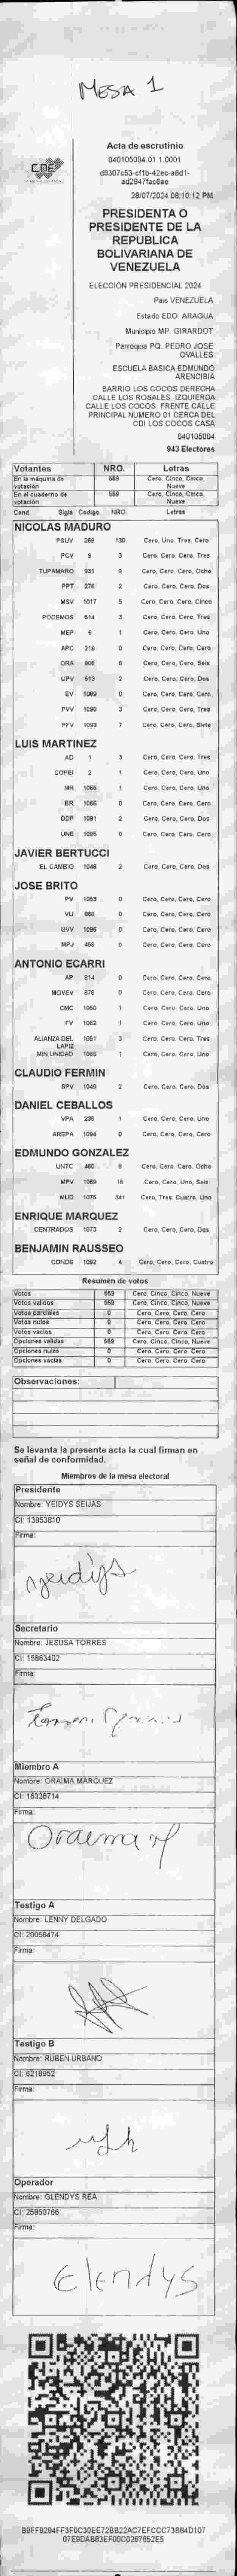 MESA 1
CNE
Acta de escrutinio
040105004.01.1.0001
d9307c53-cf1b-42ec-a6d1-
ad2947fac6ae
28/07/2024 08:10:12 PM
PRESIDENTA O
PRESIDENTE DE LA
REPUBLICA
BOLIVARIANA DE
VENEZUELA
ELECCIÓN PRESIDENCIAL 2024
Pais VENEZUELA
Estado EDO. ARAGUA
Municipio MP. GIRARDOT
Parroquia PQ. PEDRO JOSE
OVALLES
ESCUELA BASICA EDMUNDO
ARENCIBIA
BARRIO LOS COCOS DERECHA
CALLE LOS ROSALES. IZQUIERDA
CALLE LOS COCOS. FRENTE CALLE
PRINCIPAL NUMERO 01 CERCA DEL
CDI LOS COCOS CASA
040105004
943 Electores
Votantes NRO. Letras
En la máquina de votación 559 Cero, Cinco, Cinco, Nueve
En el cuaderno de votación 559 Cero, Cinco, Cinco, Nueve
Cand. Sigla Codigo NRO. Letras
NICOLAS MADURO
PSUV 269 130 Cero, Uno, Tres, Cero
PCV 9 3 Cero, Cero, Cero, Tres
TUPAMARO 931 8 Cero, Cero, Cero, Ocho
PPT 276 2 Cero, Cero, Cero, Dos
MSV 1017 5 Cero, Cero, Cero, Cinco
PODEMOS 514 3 Cero, Cero, Cero, Tres
MEP 6 1 Cero, Cero, Cero, Uno
APC 219 0 Cero, Cero, Cero, Cero
ORA 906 6 Cero, Cero, Cero, Seis
UPV 613 2 Cero, Cero, Cero, Dos
EV 1069 0 Cero, Cero, Cero, Cero
PVV 1090 3 Cero, Cero, Cero, Tres
PFV 1093 7 Cero, Cero, Cero, Siete
LUIS MARTINEZ
AD 1 3 Cero, Cero, Cero, Tres
COPEI 2 1 Cero, Cero, Cero, Uno
MR 1 Cero, Cero, Cero, Uno
BR 1066 0 Cero, Cero, Cero, Cero
DDP 1091 2 Cero, Cero, Cero, Dos
UNE 1095 0 Cero, Cero, Cero, Cero
JAVIER BERTUCCI
EL CAMBIO 1048 2 Cero, Cero, Cero, Dos
JOSE BRITO
PV 1053 0 Cero, Cero, Cero, Cero
VU 0 Cero, Cero, Cero, Cero
UVV 1096 0 Cero, Cero, Cero, Cero
MPJ 458 0 Cero, Cero, Cero, Cero
ANTONIO ECARRI
AP 914 0 Cero, Cero, Cero, Cero
MOVEV 679 0 Cero, Cero, Cero, Cero
CMC 1050 1 Cero, Cero, Cero, Uno
FV 1002 1 Cero, Cero, Cero, Uno
ALIANZA DEL LAPIZ 1051 3 Cero, Cero, Cero, Tres
MIN UNIDAD 1065 1 Cero, Cero, Cero, Uno
CLAUDIO FERMIN
SPV 1049 2 Cero, Cero, Cero, Dos
DANIEL CEBALLOS
VPA 236 1 Cero, Cero, Cero, Uno
AREPA 1094 0 Cero, Cero, Cero, Cero
EDMUNDO GONZALEZ
UNTC 460 8 Cero, Cero, Cero, Ocho
MPV 1069 16 Cero, Cero, Uno, Seis
MUD 1075 341 Cero, Tres, Cuatro, Uno
ENRIQUE MARQUEZ
CENTRADOS 1073 2 Cero, Cero, Cero, Dos
BENJAMIN RAUSSEO
CONDE 1092 4 Cero, Cero, Cero, Cuatro
Resumen de votos
Votos 559 Cero, Cinco, Cinco, Nueve
Votos validos 559 Cero, Cinco, Cinco, Nueve
Votos parciales 0 Cero, Cero, Cero, Cero
Votos nulos 0 Cero, Cero, Cero, Cero
Votos vacios 0 Cero, Cero, Cero, Cero
Opciones validas 559 Cero, Cinco, Cinco, Nueve
Opciones nulas 0 Cero, Cero, Cero, Cero
Opciones vacias 0 Cero, Cero, Cero, Cero
Observaciones:
Se levanta la presente acta la cual firman en
señal de conformidad.
Miembros de la mesa electoral
Presidente
Nombre: YEIDYS SEIJAS
CI: 13953810
Firma:
Yeidys
Secretario
Nombre: JESUSA TORRES
CI: 15863402
Firma:
Miembro A
Nombre: ORAIMA MARQUEZ
CI: 16338714
Firma:
Oraima M
Testigo A
Nombre: LENNY DELGADO
CI: 20056474
Firma:
Testigo B
Nombre: RUBEN URBANO
CI: 6218952
Firma:
Operador
Nombre: GLENDYS REA
CI: 25850766
Firma:
Glendys
B9FF9294FF3F0C30EE72BB22AC7EFCCC73B84D107
07E9DAB83EF00C0267652E5